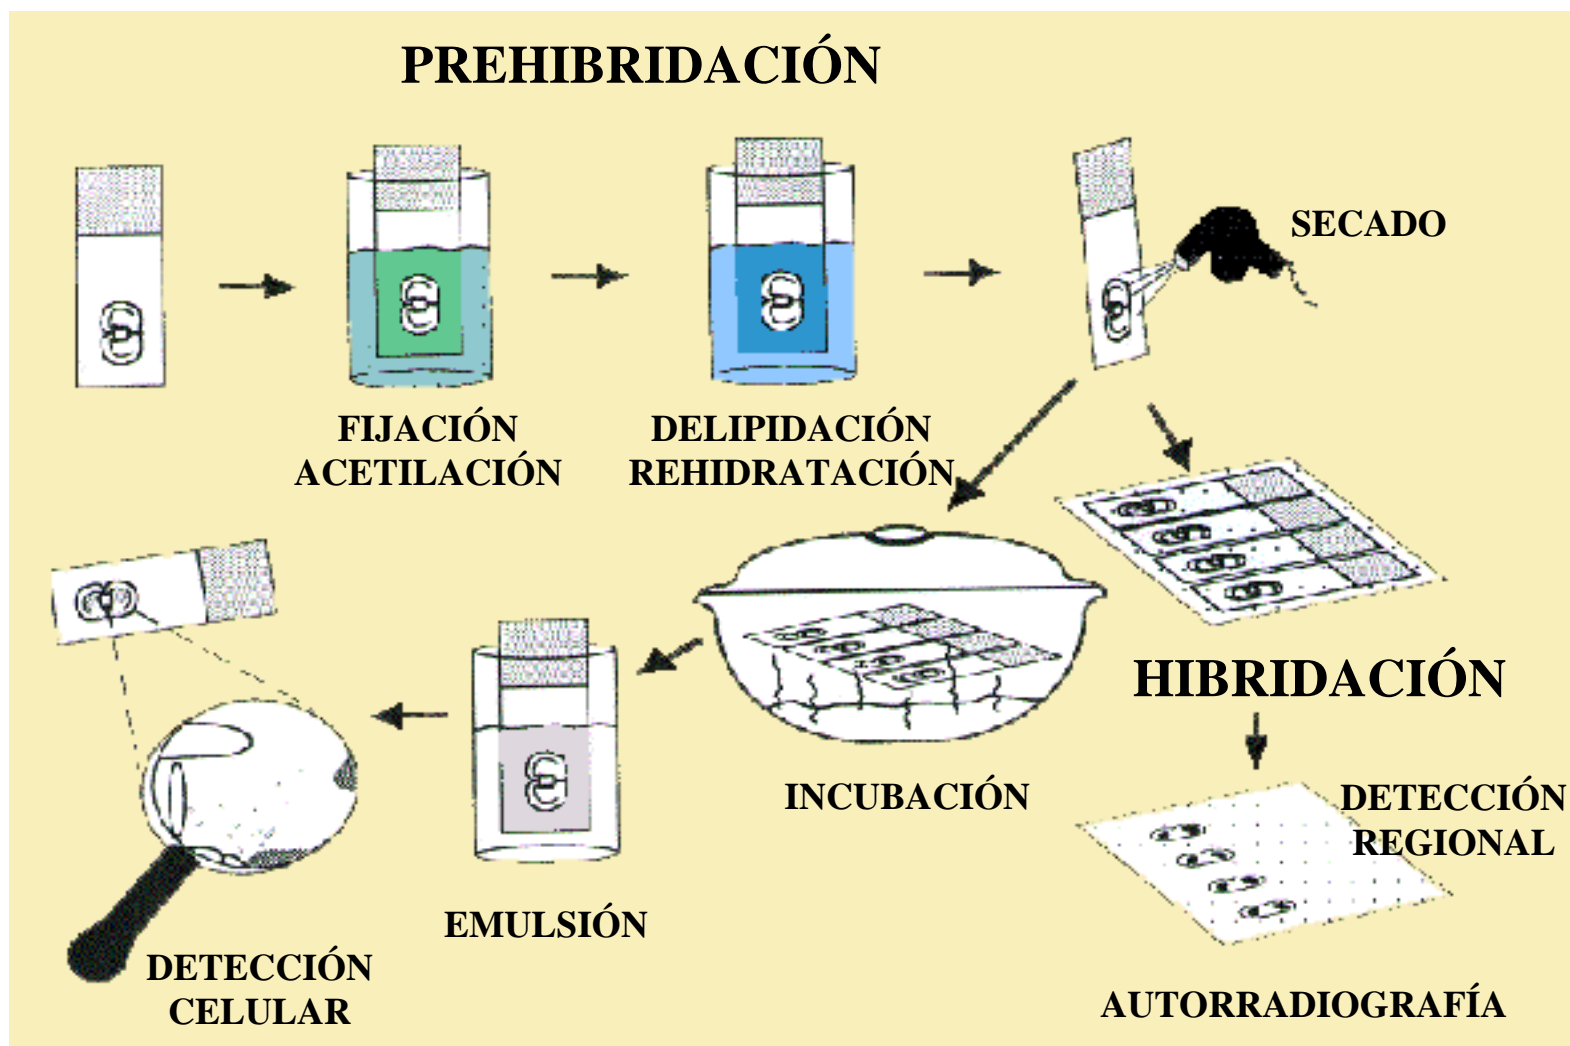 PREHIBRIDACIÓN
SECADO
FIJACIÓN
ACETILACIÓN
DELIPIDACIÓN
REHIDRATACIÓN
HIBRIDACIÓN
INCUBACIÓN
DETECCIÓN
REGIONAL
EMULSIÓN
DETECCIÓN
CELULAR
AUTORRADIOGRAFÍA